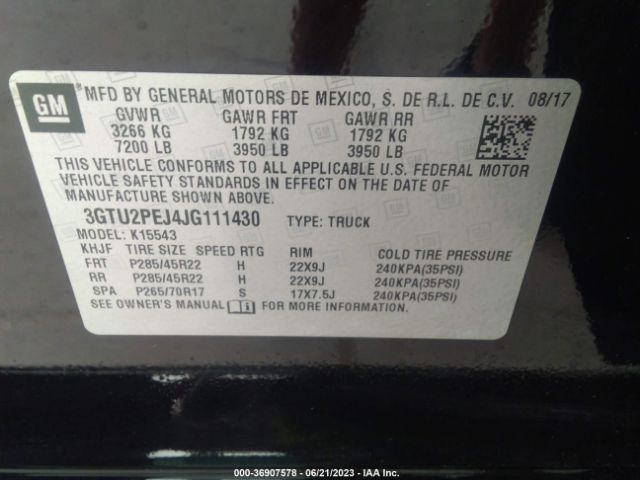 GM
MFD BY GENERAL MOTORS DE MEXICO, S. DE R.L. DE C.V. 08/17
GVWR GAWR FRT GAWR RR
3266 KG 1792 KG 1792 KG
7200 LB 3950 LB 3950 LB
THIS VEHICLE CONFORMS TO ALL APPLICABLE U.S. FEDERAL MOTOR
VEHICLE SAFETY STANDARDS IN EFFECT ON THE DATE OF
MANUFACTURE SHOWN ABOVE.
3GTU2PEJ4JG111430 TYPE: TRUCK
MODEL: K15543
KHJF TIRE SIZE SPEED RTG RIM COLD TIRE PRESSURE
FRT P285/45R22 H 22X9J 240KPA(35PSI)
RR P285/45R22 H 22X9J 240KPA(35PSI)
SPA P265/70R17 S 17X7.5J 240KPA(35PSI)
SEE OWNER'S MANUAL FOR MORE INFORMATION.
000-36907578 - 06/21/2023 - IAA Inc.